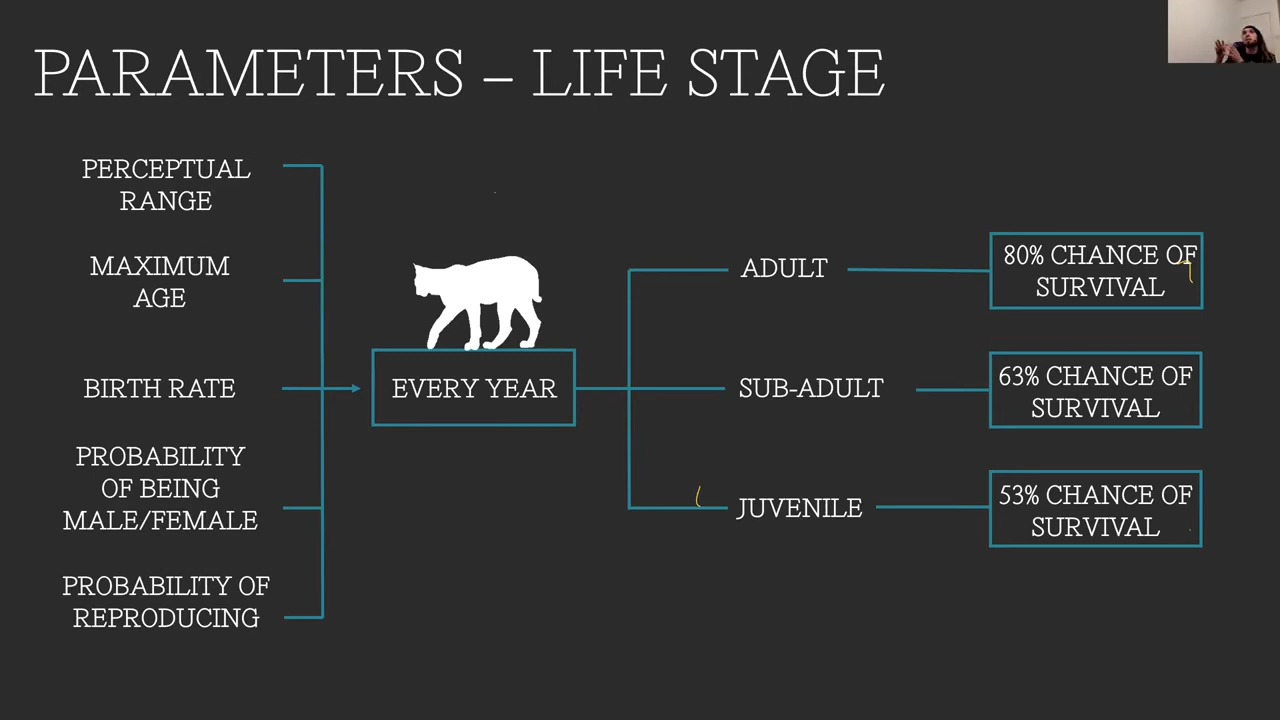 PARAMETERS – LIFE STAGE
PERCEPTUAL
RANGE
MAXIMUM
AGE
BIRTH RATE
PROBABILITY
OF BEING
MALE/FEMALE
PROBABILITY OF
REPRODUCING
EVERY YEAR
ADULT
80% CHANCE OF
SURVIVAL
SUB-ADULT
63% CHANCE OF
SURVIVAL
JUVENILE
53% CHANCE OF
SURVIVAL